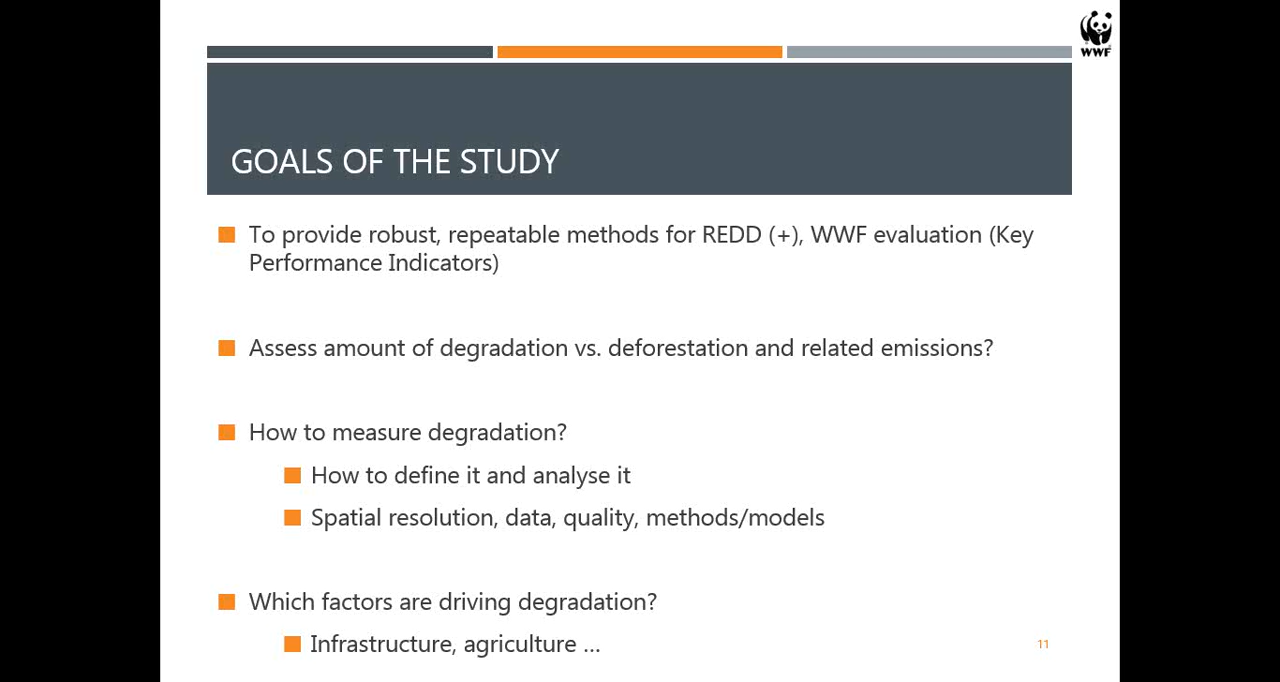 WWF
GOALS OF THE STUDY
To provide robust, repeatable methods for REDD (+), WWF evaluation (Key
Performance Indicators)
Assess amount of degradation vs. deforestation and related emissions?
How to measure degradation?
How to define it and analyse it
Spatial resolution, data, quality, methods/models
Which factors are driving degradation?
Infrastructure, agriculture …
11